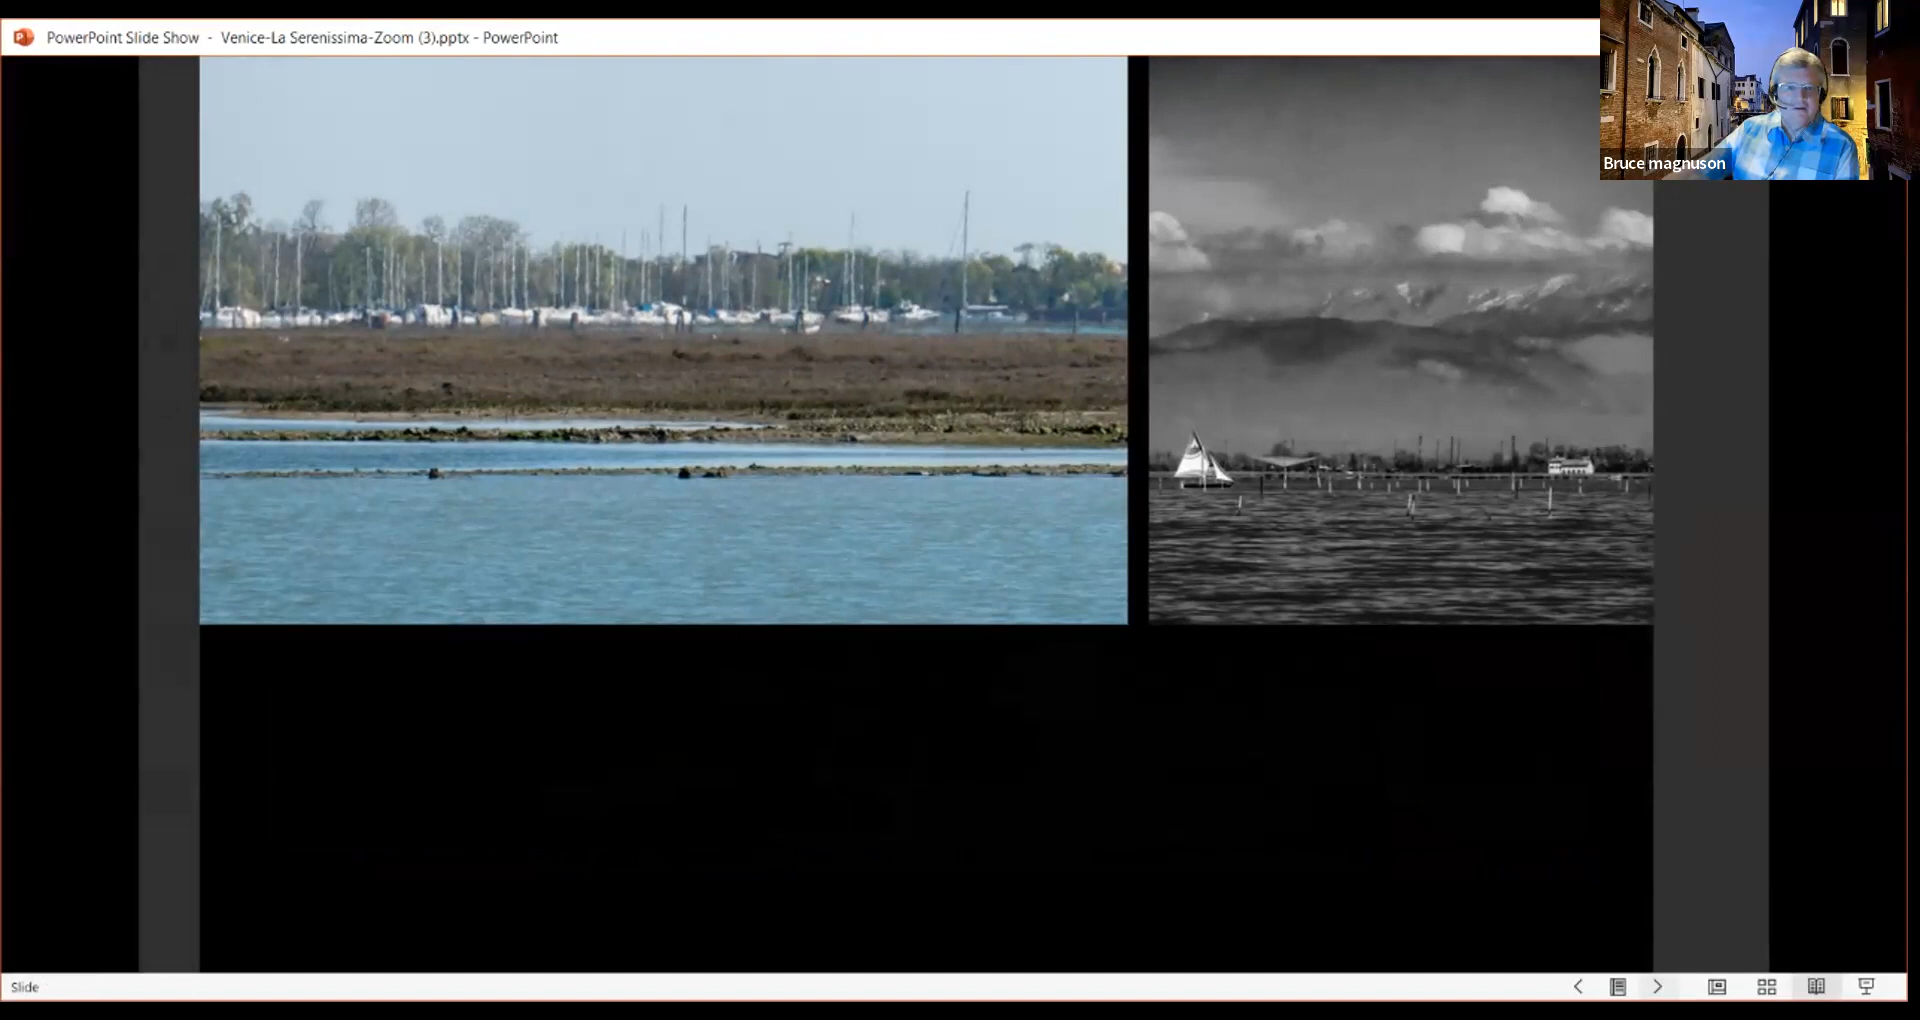 PowerPoint Slide Show - Venice-La Serenissima-Zoom (3).pptx - PowerPoint
Bruce magnuson
Slide